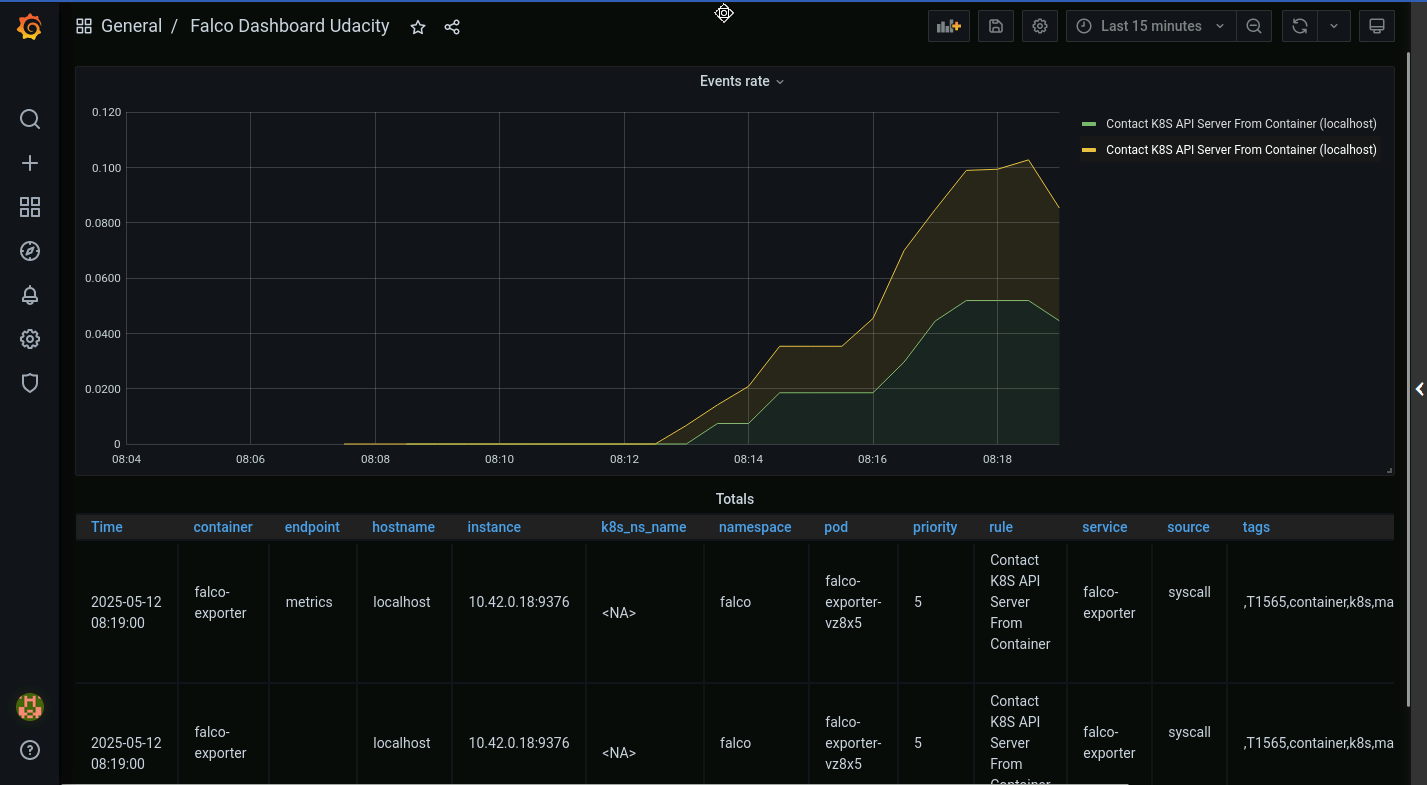 General / Falco Dashboard Udacity
Last 15 minutes
Events rate
0.120
0.100
0.0800
0.0600
0.0400
0.0200
0
08:04 08:06 08:08 08:10 08:12 08:14 08:16 08:18
Contact K8S API Server From Container (localhost)
Contact K8S API Server From Container (localhost)
Totals
Time container endpoint hostname instance k8s_ns_name namespace pod priority rule service source tags
2025-05-12
08:19:00
falco-
exporter
metrics
localhost
10.42.0.18:9376
<NA>
falco
falco-
exporter-
vz8x5
5
Contact
K8S API
Server
From
Container
falco-
exporter
syscall
,T1565,container,k8s,ma
2025-05-12
08:19:00
falco-
exporter
localhost
10.42.0.18:9376
<NA>
falco
falco-
exporter-
vz8x5
5
Contact
K8S API
Server
From
Container
falco-
exporter
syscall
,T1565,container,k8s,ma